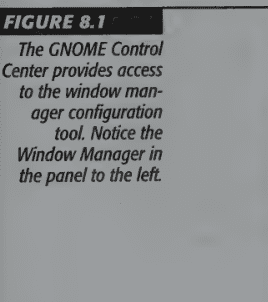 FIGURE 8.1
The GNOME Control
Center provides access
to the window man-
ager configuration
tool. Notice the
Window Manager in
the panel to the left.